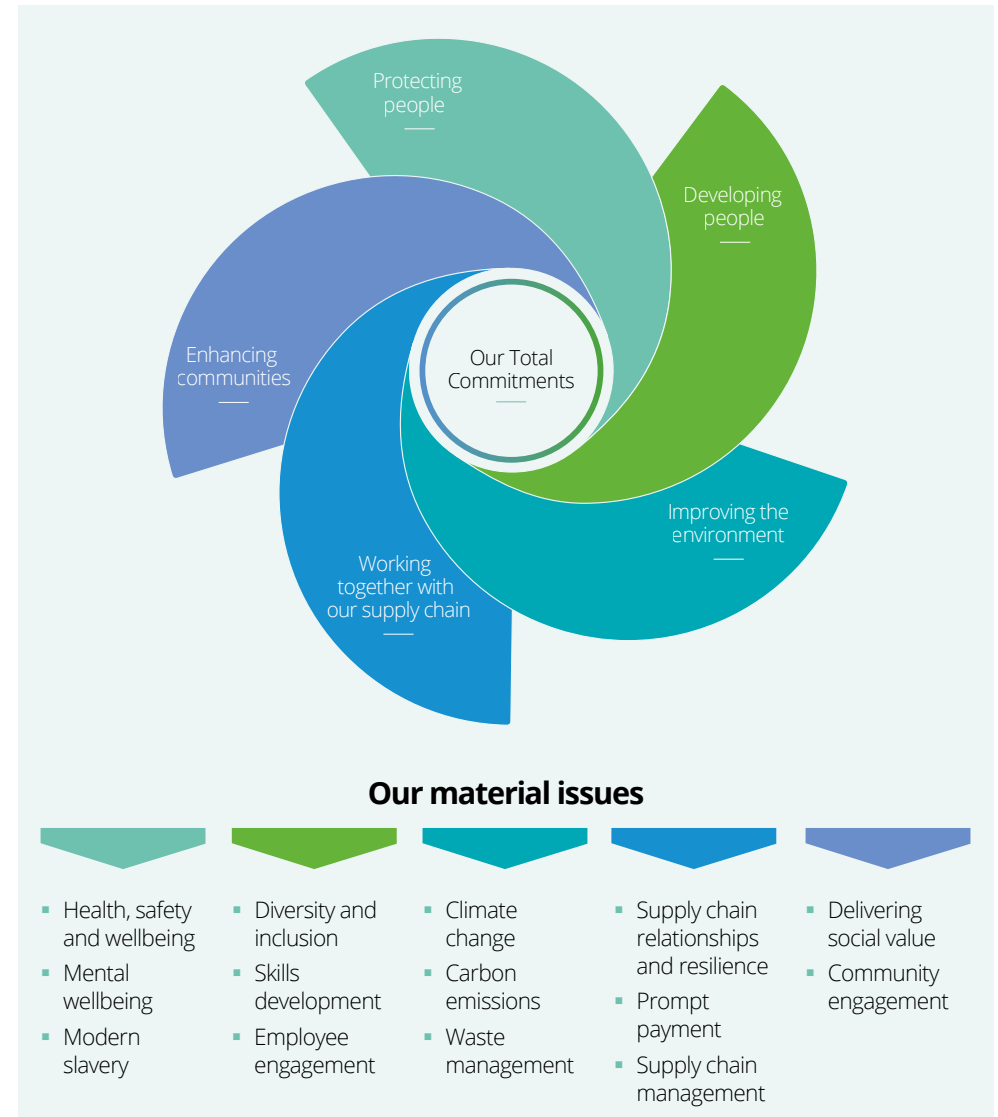 Protecting
people
Developing
people
Enhancing
communities
Our Total
Commitments
Improving the
environment
Working
together with
our supply chain
Our material issues
Health, safety
and wellbeing
Mental
wellbeing
Modern
slavery
Diversity and
inclusion
Skills
development
Employee
engagement
Climate
change
Carbon
emissions
Waste
management
Supply chain
relationships
and resilience
Prompt
payment
Supply chain
management
Delivering
social value
Community
engagement